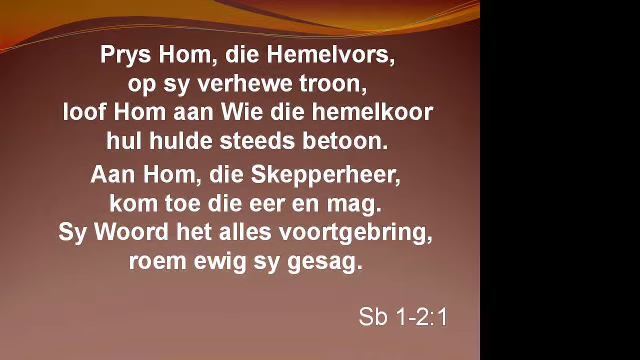 Prys Hom, die Hemelvors,
op sy verhewe troon,
loof Hom aan Wie die hemelkoor
hul hulde steeds betoon.
Aan Hom, die Skepperheer,
kom toe die eer en mag.
Sy Woord het alles voortgebring,
roem ewig sy gesag.
Sb 1-2:1